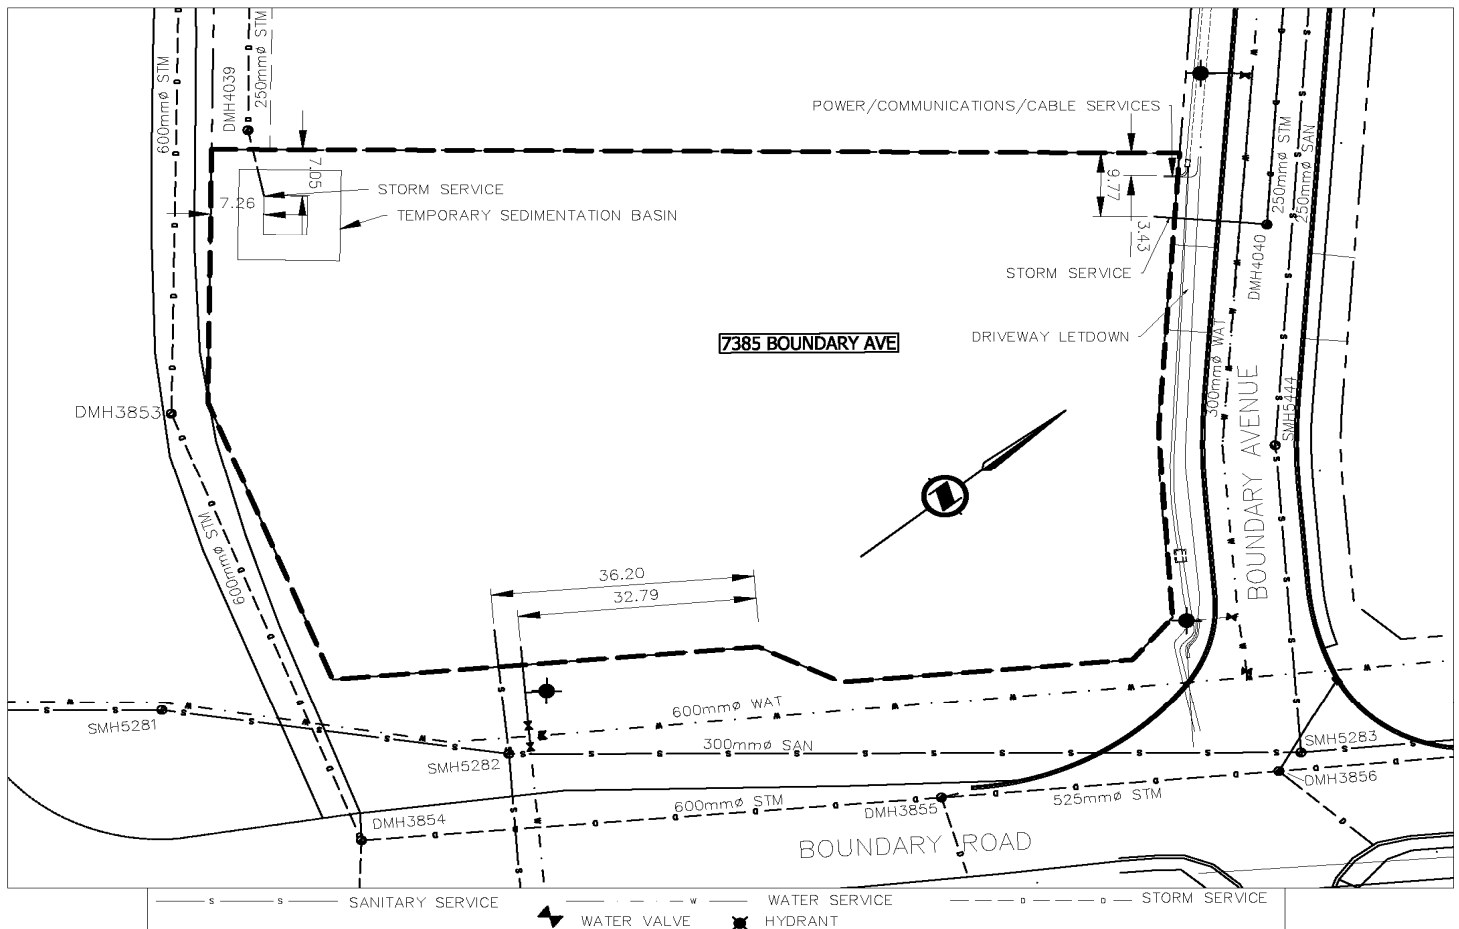 600mmø STM
DMH4039
250mmø STM
POWER/COMMUNICATIONS/CABLE SERVICES
7.05
7.26
STORM SERVICE
TEMPORARY SEDIMENTATION BASIN
9.77
3.43
250mmø STM
250mmø SAN
DMH4040
STORM SERVICE
DRIVEWAY LETDOWN
7385 BOUNDARY AVE
300mmø WAT
BOUNDARY AVENUE
SMH5444
DMH3853
600mmø STM
36.20
32.79
600mmø WAT
SMH5281
SMH5282
300mmø SAN
SMH5283
DMH3856
DMH3854
600mmø STM
DMH3855
525mmø STM
BOUNDARY ROAD
S S SANITARY SERVICE
W WATER SERVICE
D D STORM SERVICE
WATER VALVE
HYDRANT